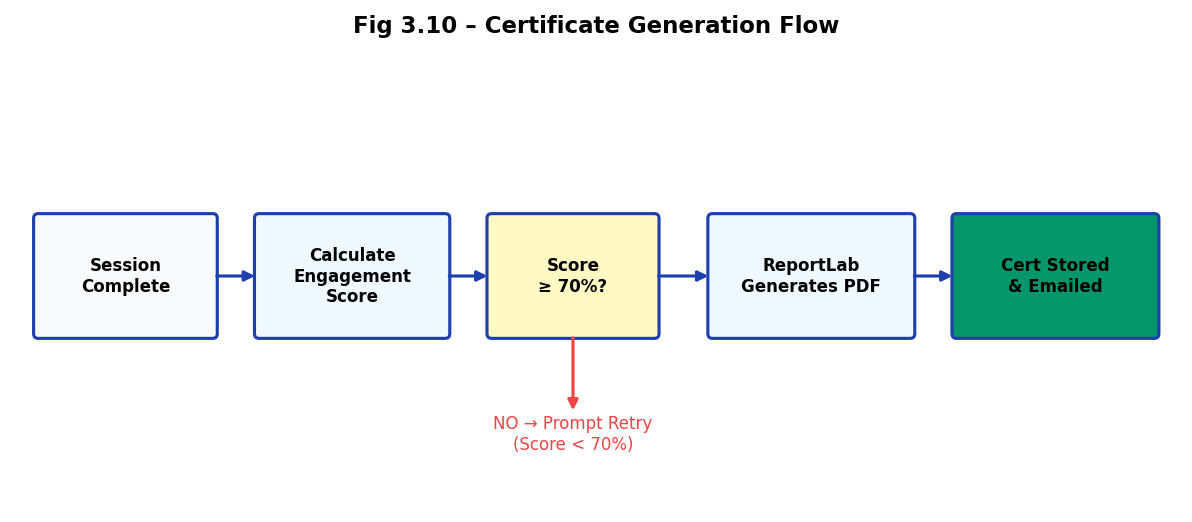 Fig 3.10 – Certificate Generation Flow
Session
Complete
Calculate
Engagement
Score
Score
≥ 70%?
ReportLab
Generates PDF
Cert Stored
& Emailed
NO → Prompt Retry
(Score < 70%)